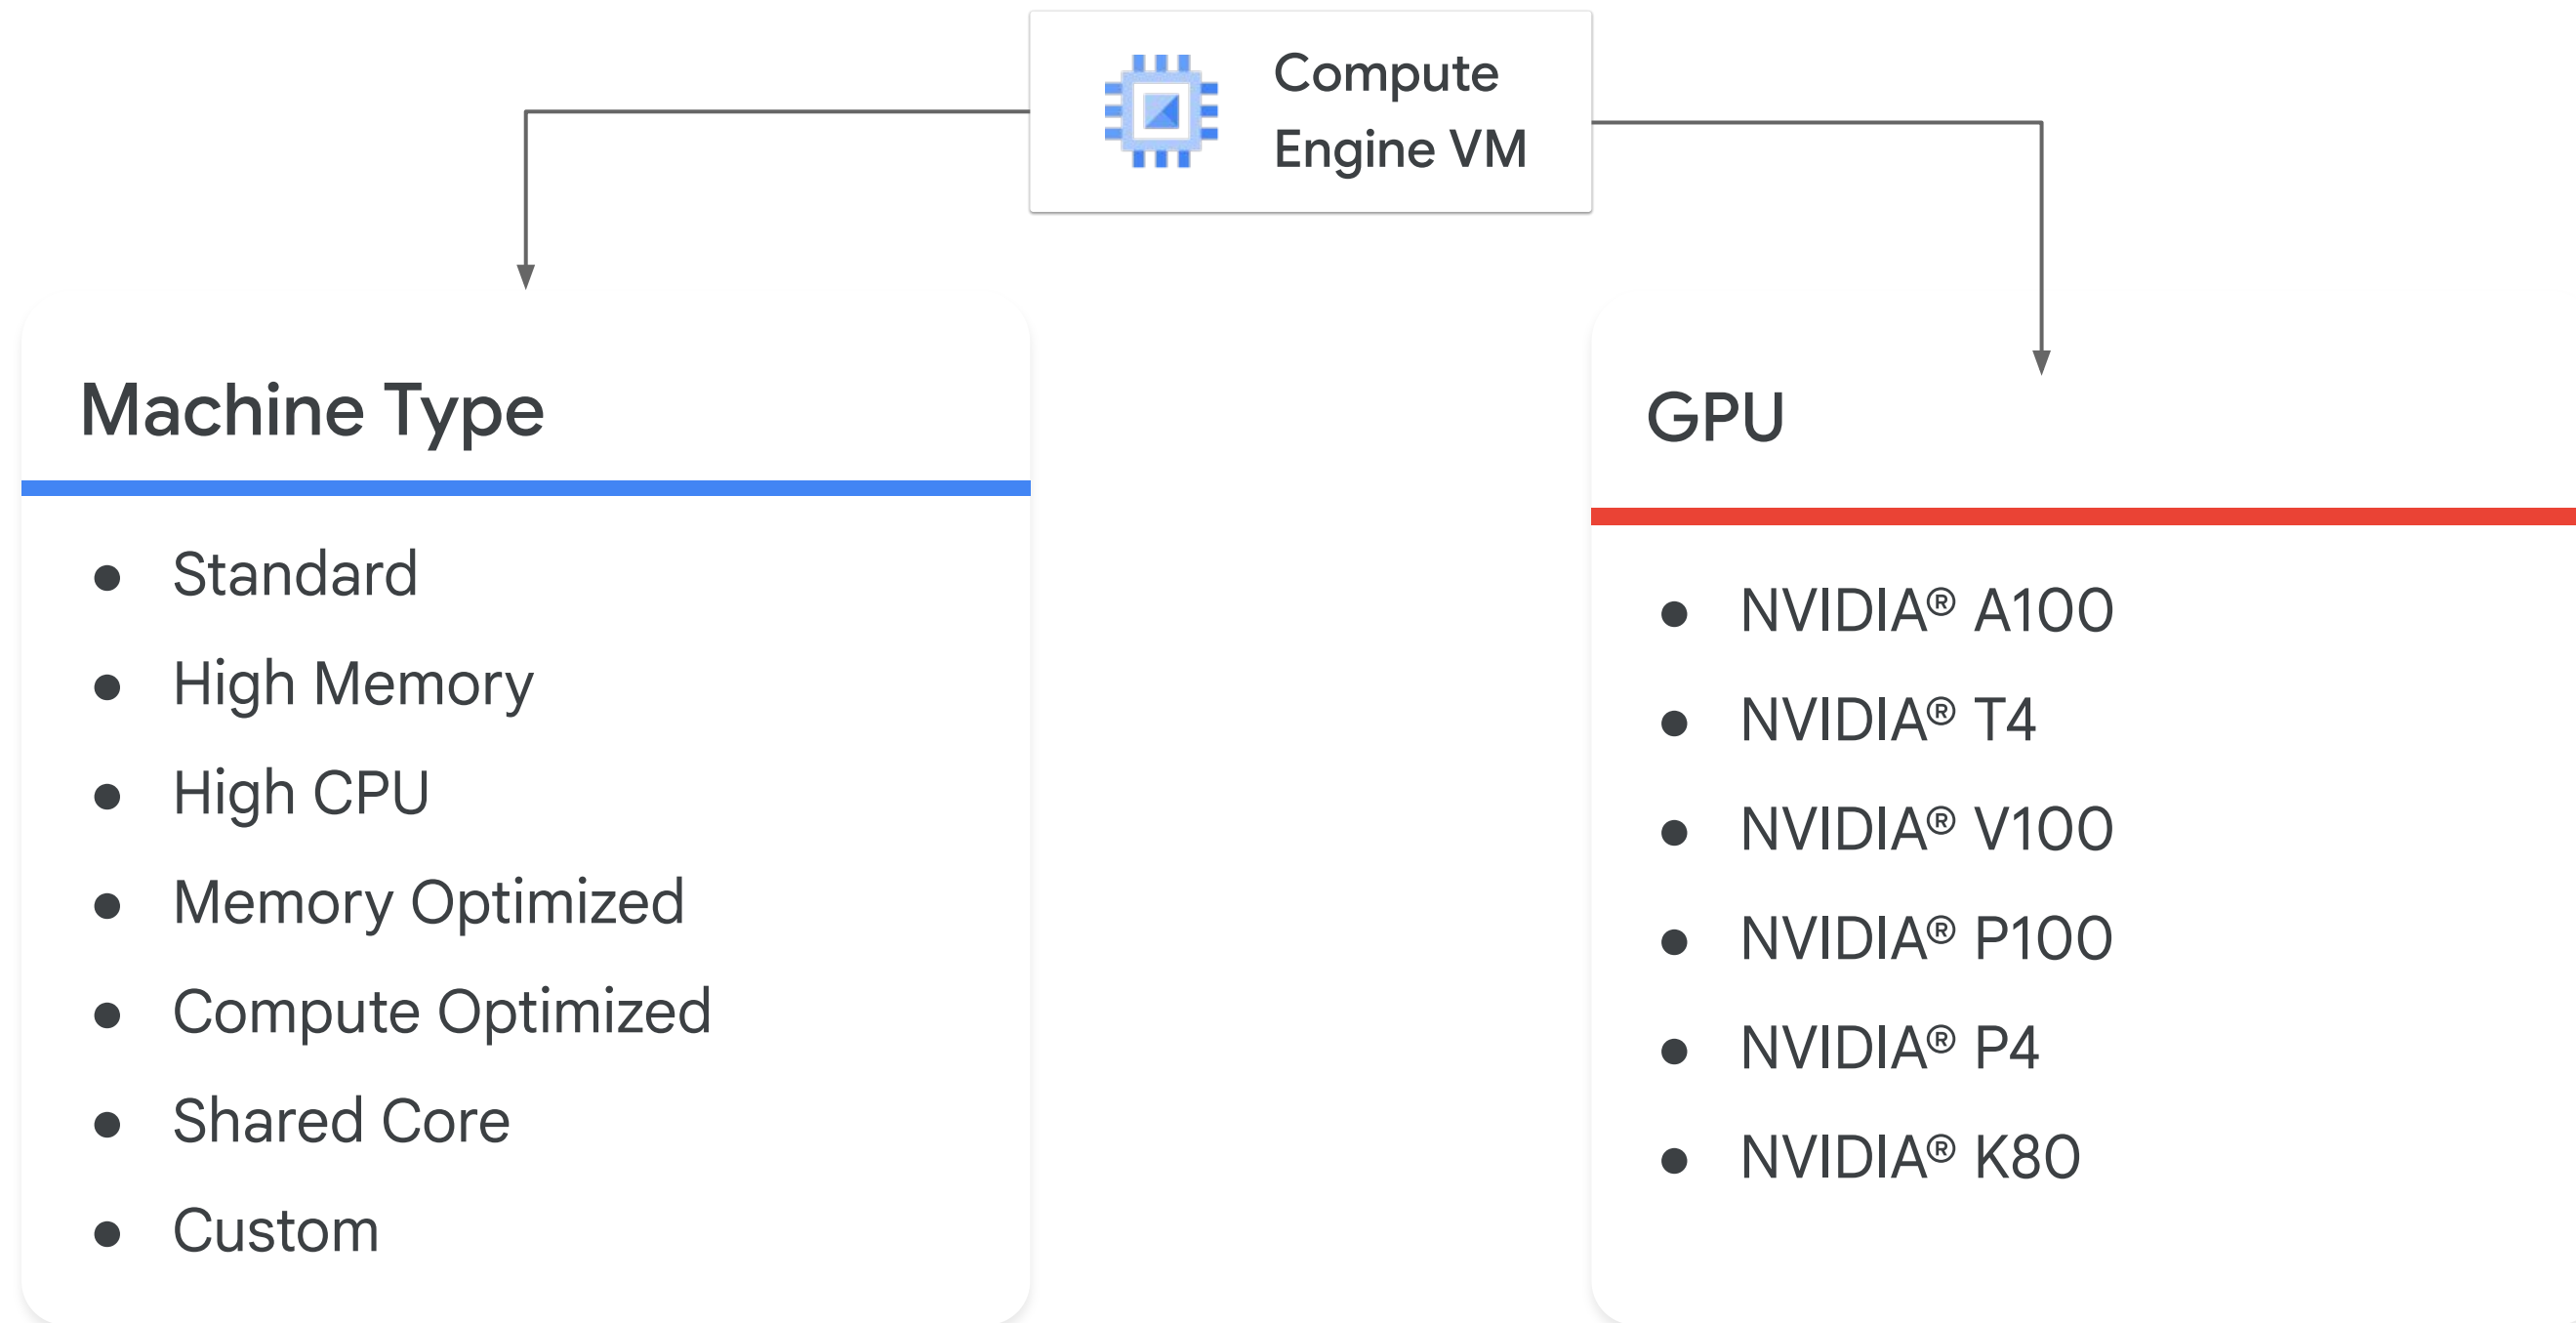 Compute
Engine VM
Machine Type
● Standard
● High Memory
● High CPU
● Memory Optimized
● Compute Optimized
● Shared Core
● Custom
GPU
● NVIDIA® A100
● NVIDIA® T4
● NVIDIA® V100
● NVIDIA® P100
● NVIDIA® P4
● NVIDIA® K80